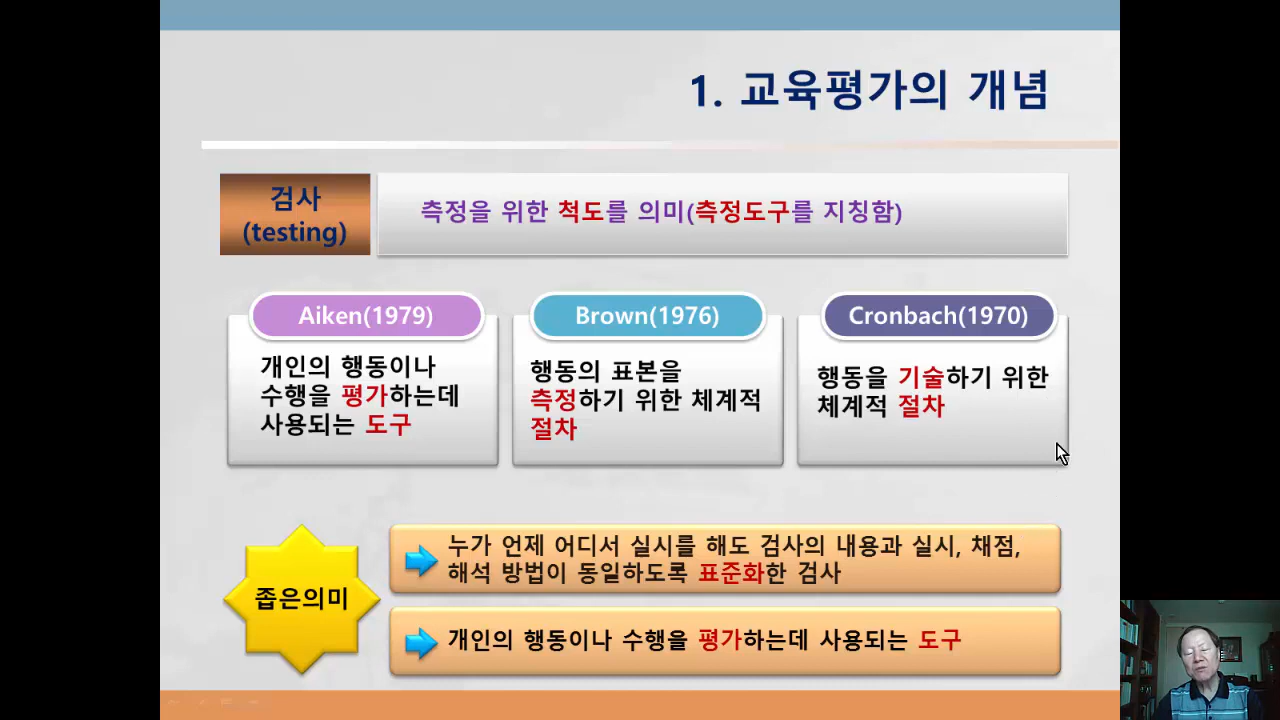 1. 교육평가의 개념
검사
(testing)
측정을 위한 척도를 의미(측정도구를 지칭함)
Aiken(1979)
개인의 행동이나
수행을 평가하는데
사용되는 도구
Brown(1976)
행동의 표본을
측정하기 위한 체계적
절차
Cronbach(1970)
행동을 기술하기 위한
체계적 절차
좁은의미
누가 언제 어디서 실시를 해도 검사의 내용과 실시, 채점,
해석 방법이 동일하도록 표준화한 검사
개인의 행동이나 수행을 평가하는데 사용되는 도구